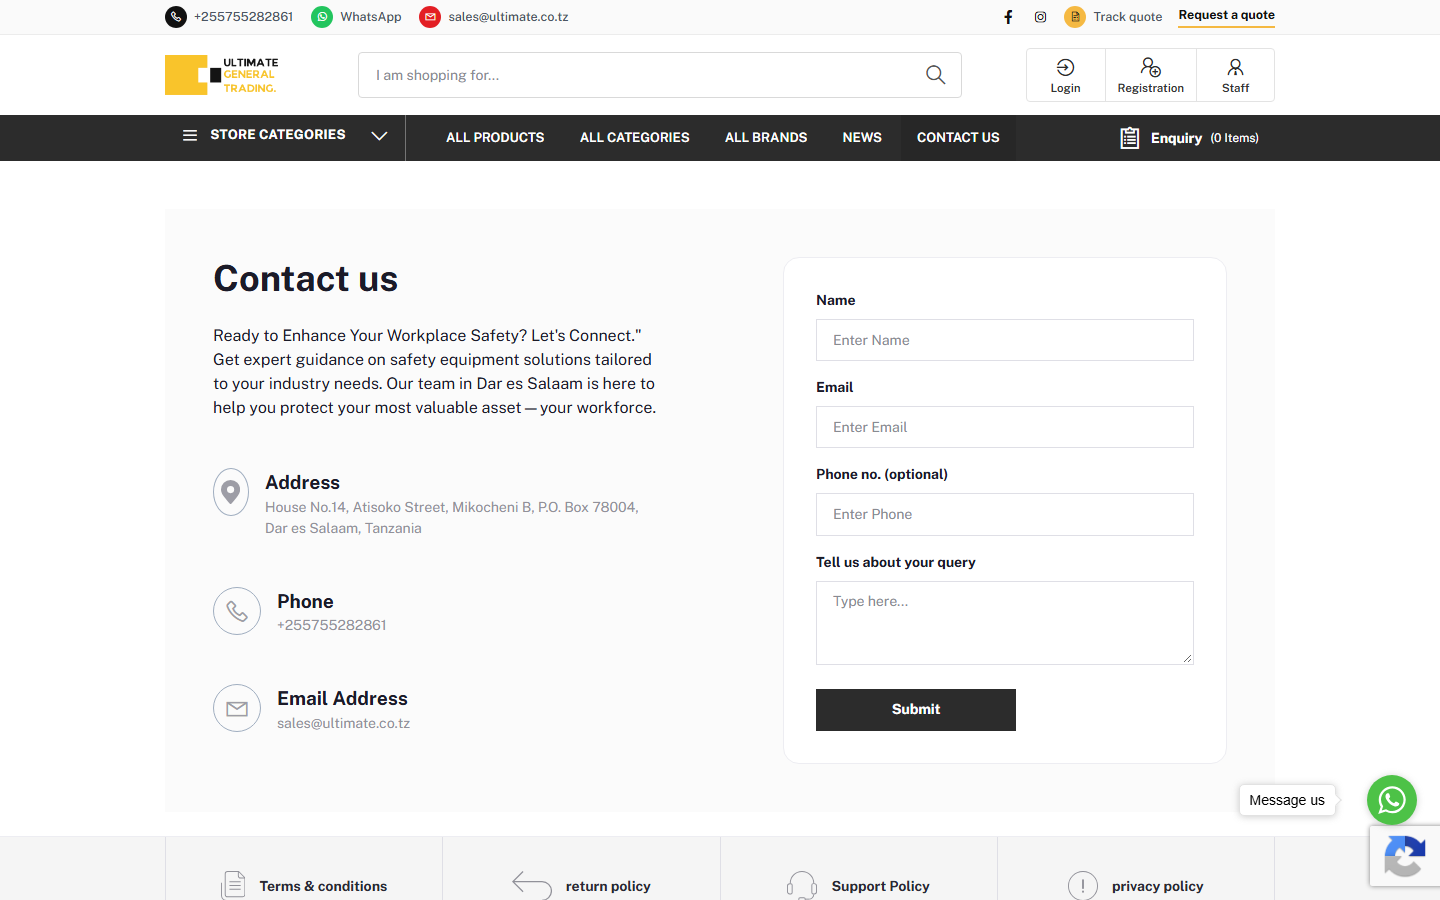 +255755282861 WhatsApp sales@ultimate.co.tz Track quote Request a quote
ULTIMATE
GENERAL
TRADING.
I am shopping for...
Login Registration Staff
STORE CATEGORIES ALL PRODUCTS ALL CATEGORIES ALL BRANDS NEWS CONTACT US Enquiry (0 Items)
Contact us
Ready to Enhance Your Workplace Safety? Let's Connect."
Get expert guidance on safety equipment solutions tailored
to your industry needs. Our team in Dar es Salaam is here to
help you protect your most valuable asset—your workforce.
Address
House No.14, Atisoko Street, Mikocheni B, P.O. Box 78004,
Dar es Salaam, Tanzania
Phone
+255755282861
Email Address
sales@ultimate.co.tz
Name
Enter Name
Email
Enter Email
Phone no. (optional)
Enter Phone
Tell us about your query
Type here...
Submit
Message us
Terms & conditions return policy Support Policy privacy policy